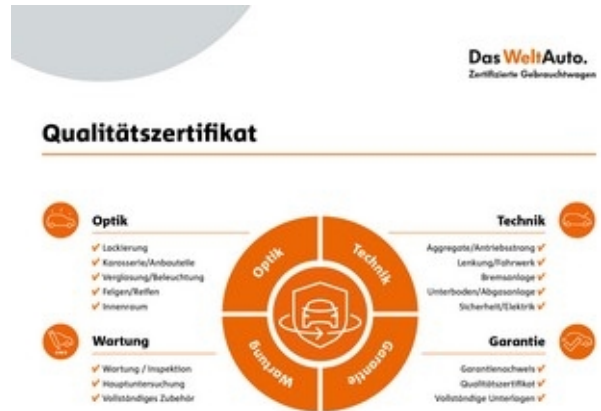 Das WeltAuto.
Zertifizierte Gebrauchtwagen
Qualitätszertifikat
Optik
✔ Lackierung
✔ Karosserie/Anbauteile
✔ Verglasung/Beleuchtung
✔ Felgen/Reifen
✔ Innenraum
Technik
Aggregate/Antriebsstrang ✔
Lenkung/Fahrwerk ✔
Bremsanlage ✔
Unterboden/Abgasanlage ✔
Sicherheit/Elektrik ✔
Optik
Technik
Wartung
Garantie
Wartung
✔ Wartung / Inspektion
✔ Hauptuntersuchung
✔ Vollständiges Zubehör
Garantie
Garantienachweis ✔
Qualitätszertifikat ✔
Vollständige Unterlagen ✔